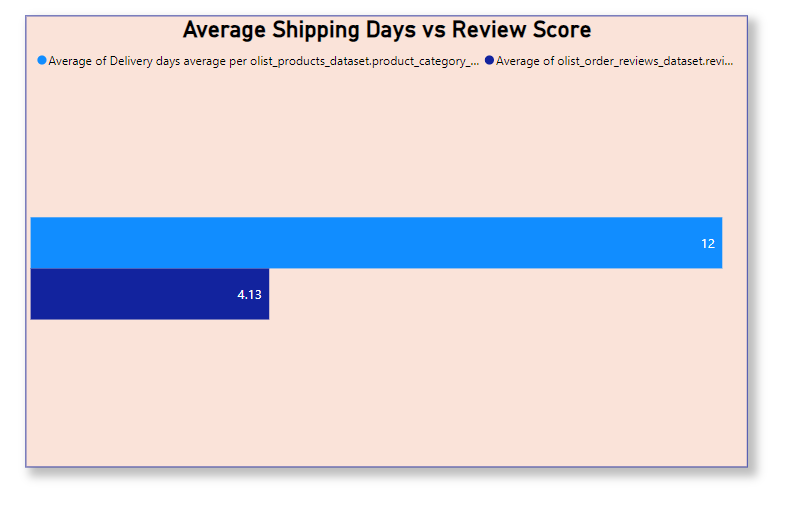 Average Shipping Days vs Review Score
Average of Delivery days average per olist_products_dataset.product_category_... Average of olist_order_reviews_dataset.revi...
12
4.13